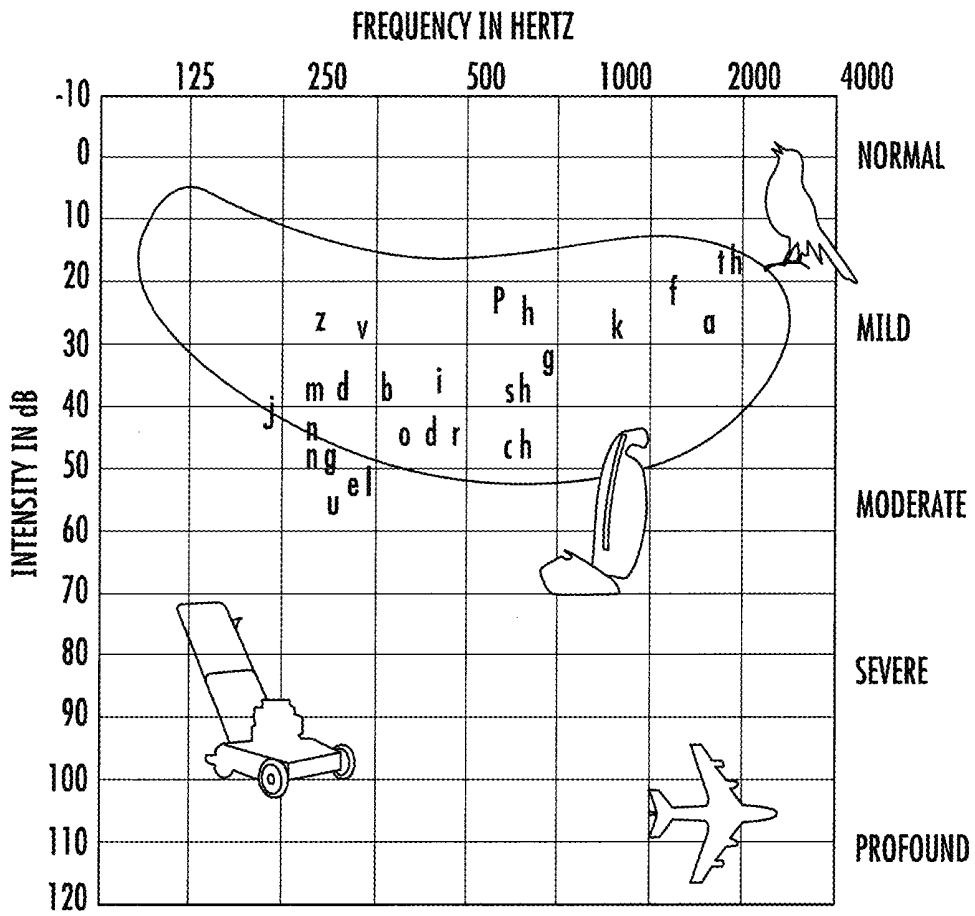 FREQUENCY IN HERTZ
125 250 500 1000 2000 4000
-10
0 NORMAL
10
20 th
f
p h
z v k a
30 MILD
g
m d b i sh
40
j
n o d r
ch
ng
50
el
u MODERATE
60
70
80 SEVERE
90
100
110 PROFOUND
120
INTENSITY IN dB